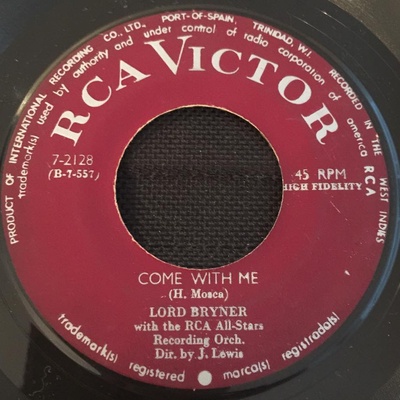 PRODUCT OF INTERNATIONAL RECORDING CO., LTD., PORT-OF-SPAIN, TRINIDAD, W.I. RECORDED IN THE WEST INDIES
trademark(s) used by authority and under control of radio corporation of america RCA
RCA VICTOR
7-2128
(B-7-557)
45 RPM
HIGH FIDELITY
COME WITH ME
(H. Mosca)
LORD BRYNER
with the RCA All-Stars
Recording Orch.
Dir. by J. Lewis
trademark(s) registered • marca(s) registrada(s)